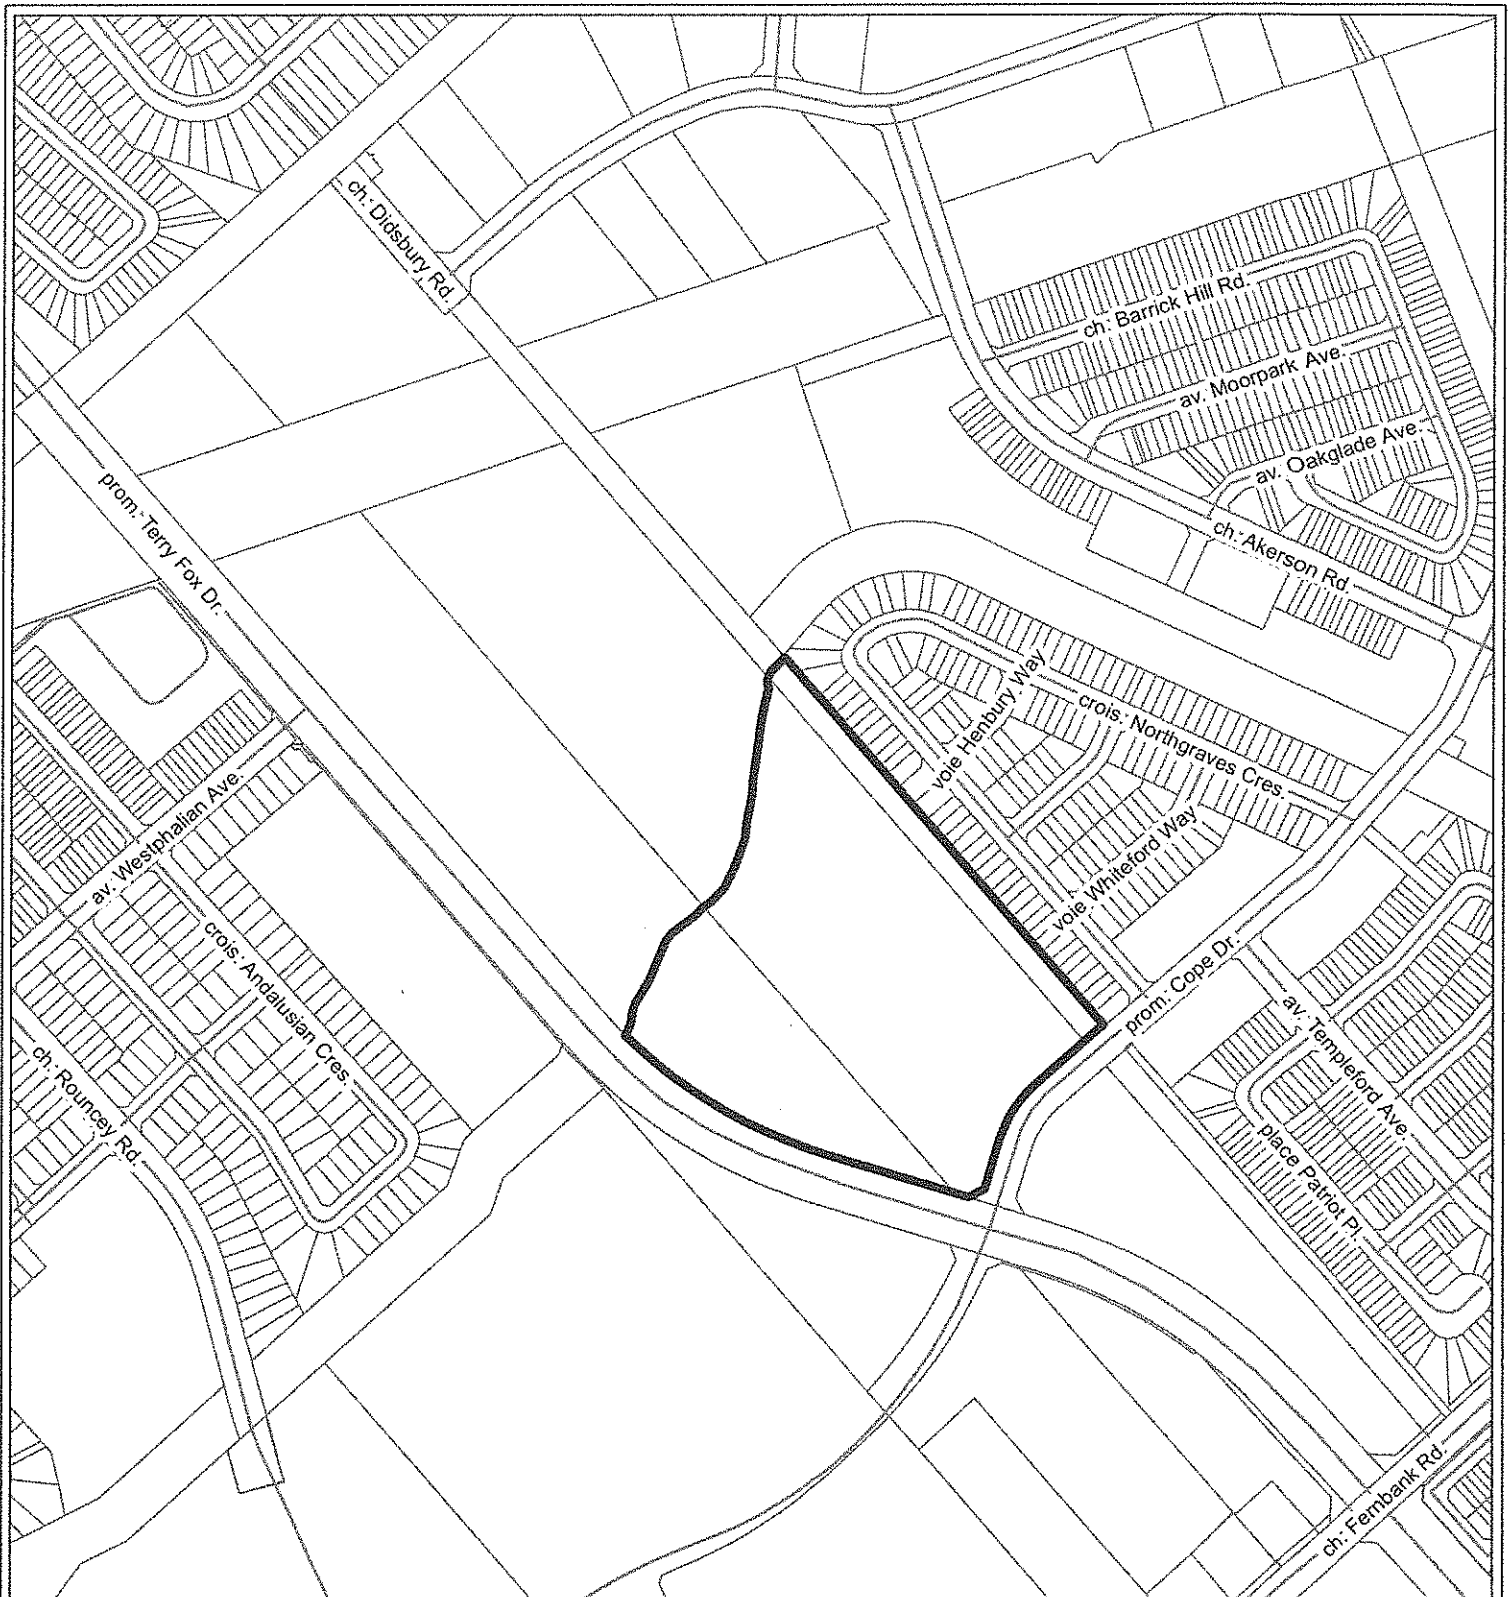 ch. Didsbury Rd.
ch. Barrick Hill Rd.
av. Moorpark Ave.
av. Oakglade Ave.
prom. Terry Fox Dr.
ch. Akerson Rd.
voie Henbury Way
crois. Northgraves Cres.
av. Westphalian Ave.
voie Whiteford Way
crois. Andalusian Cres.
prom. Cope Dr.
av. Templeford Ave.
ch. Rouncey Rd.
place Patriot Pl.
ch. Fernbank Rd.